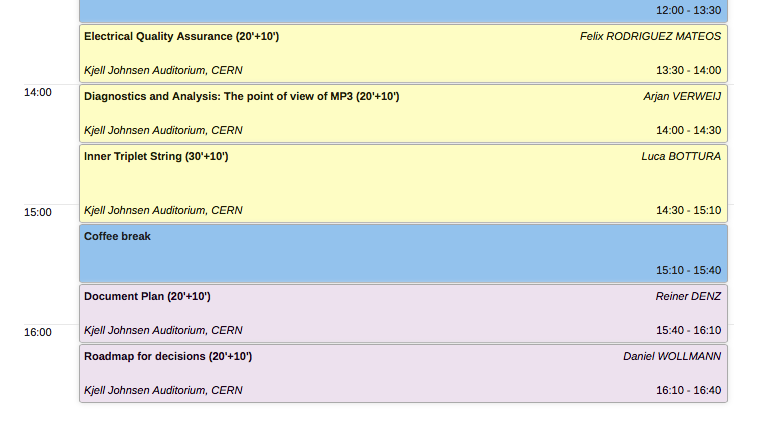 12:00 - 13:30
Electrical Quality Assurance (20'+10') Felix RODRIGUEZ MATEOS
Kjell Johnsen Auditorium, CERN 13:30 - 14:00
14:00
Diagnostics and Analysis: The point of view of MP3 (20'+10') Arjan VERWEIJ
Kjell Johnsen Auditorium, CERN 14:00 - 14:30
Inner Triplet String (30'+10') Luca BOTTURA
Kjell Johnsen Auditorium, CERN 14:30 - 15:10
15:00
Coffee break
15:10 - 15:40
Document Plan (20'+10') Reiner DENZ
Kjell Johnsen Auditorium, CERN 15:40 - 16:10
16:00
Roadmap for decisions (20'+10') Daniel WOLLMANN
Kjell Johnsen Auditorium, CERN 16:10 - 16:40